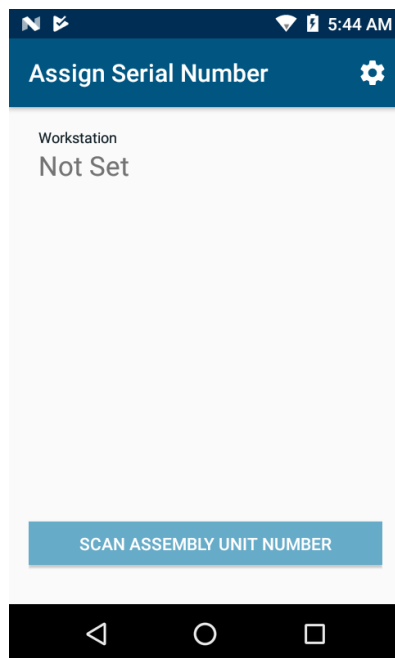 5:44 AM
Assign Serial Number
Workstation
Not Set
SCAN ASSEMBLY UNIT NUMBER